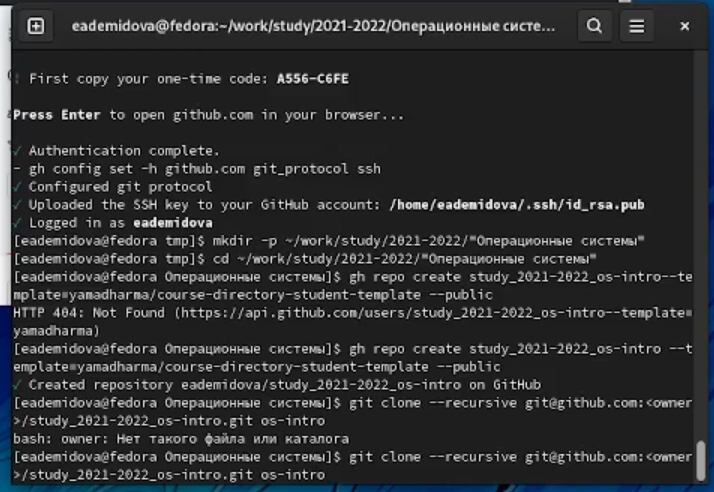 eademidova@fedora:~/work/study/2021-2022/Операционные систе...
! First copy your one-time code: A556-C6FE
Press Enter to open github.com in your browser...
✓ Authentication complete.
- gh config set -h github.com git_protocol ssh
✓ Configured git protocol
✓ Uploaded the SSH key to your GitHub account: /home/eademidova/.ssh/id_rsa.pub
✓ Logged in as eademidova
[eademidova@fedora tmp]$ mkdir -p ~/work/study/2021-2022/"Операционные системы"
[eademidova@fedora tmp]$ cd ~/work/study/2021-2022/"Операционные системы"
[eademidova@fedora Операционные системы]$ gh repo create study_2021-2022_os-intro--te
mplate=yamadharma/course-directory-student-template --public
HTTP 404: Not Found (https://api.github.com/users/study_2021-2022_os-intro--template=
yamadharma)
[eademidova@fedora Операционные системы]$ gh repo create study_2021-2022_os-intro --t
emplate=yamadharma/course-directory-student-template --public
✓ Created repository eademidova/study_2021-2022_os-intro on GitHub
[eademidova@fedora Операционные системы]$ git clone --recursive git@github.com:<owner
>/study_2021-2022_os-intro.git os-intro
bash: owner: Нет такого файла или каталога
[eademidova@fedora Операционные системы]$ git clone --recursive git@github.com:<owner
>/study_2021-2022_os-intro.git os-intro